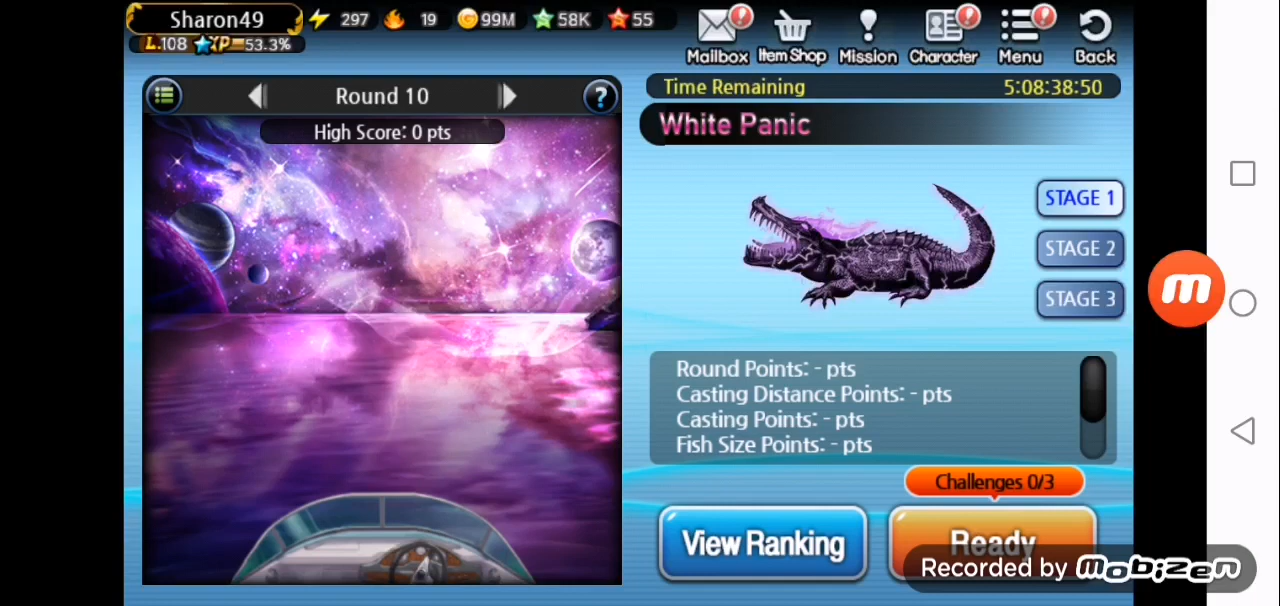 Sharon49
297
19
99M
58K
55
L.108 XP 53.3%
Mailbox
Item Shop
Mission
Character
Menu
Back
Round 10
?
High Score: 0 pts
Time Remaining
5:08:38:50
White Panic
STAGE 1
STAGE 2
STAGE 3
Round Points: - pts
Casting Distance Points: - pts
Casting Points: - pts
Fish Size Points: - pts
Challenges 0/3
View Ranking
Ready
Recorded by mobizen